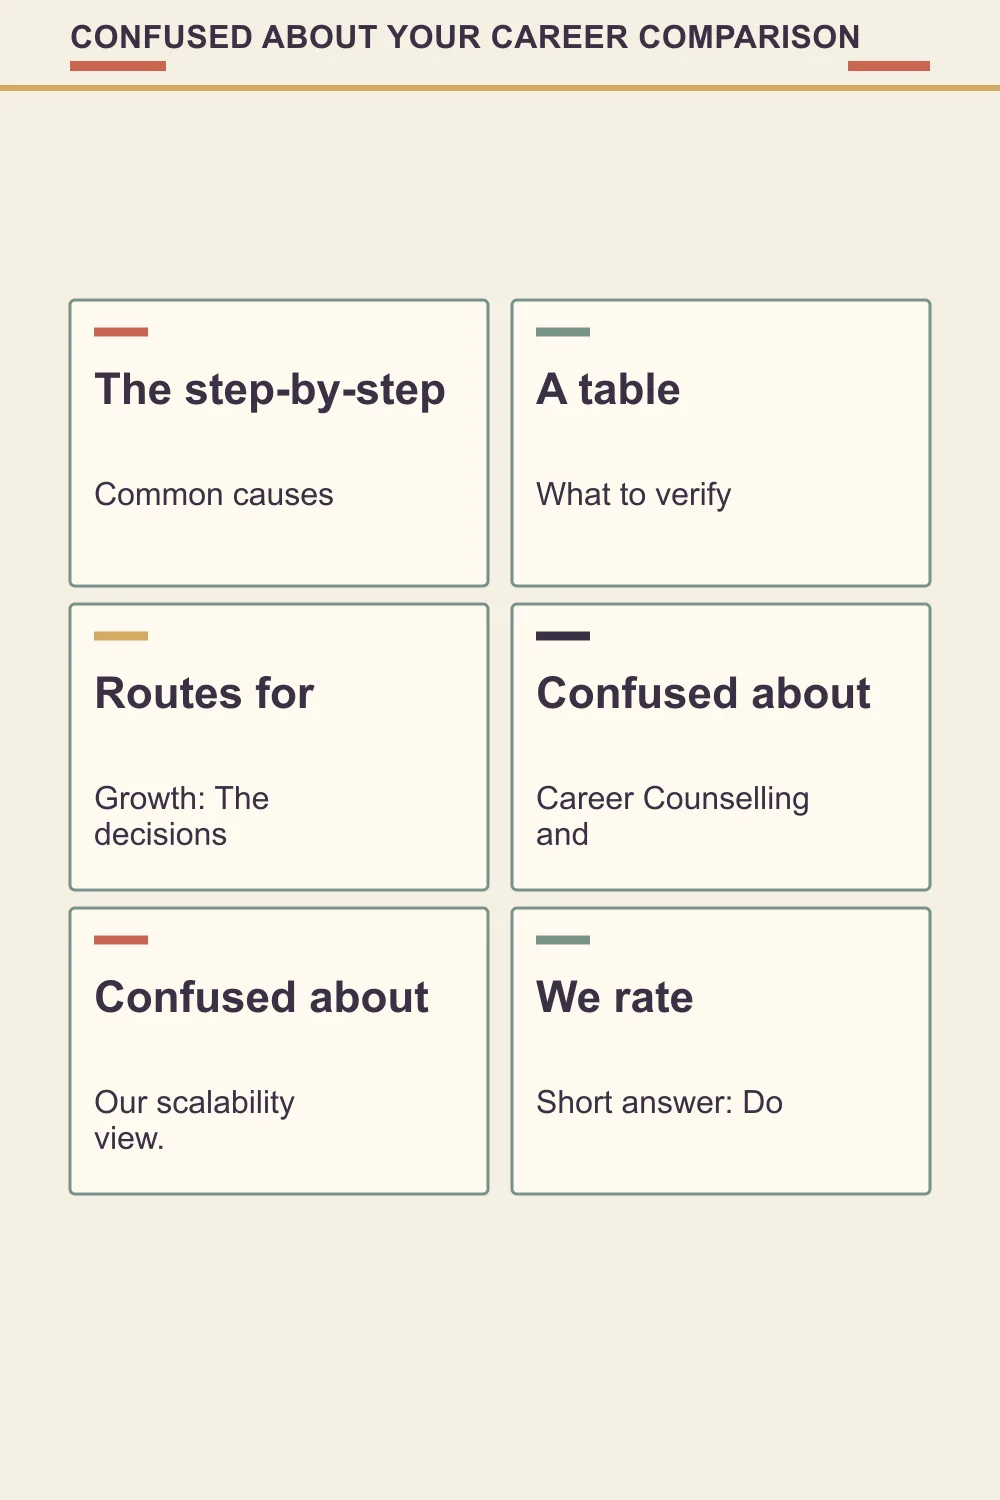 CONFUSED ABOUT YOUR CAREER COMPARISON
The step-by-step
Common causes
A table
What to verify
Routes for
Growth: The
decisions
Confused about
Career Counselling
and
Confused about
Our scalability
view.
We rate
Short answer: Do